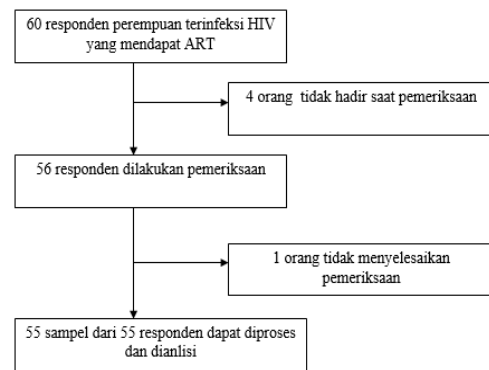 60 responden perempuan terinfeksi HIV
yang mendapat ART
4 orang tidak hadir saat pemeriksaan
56 responden dilakukan pemeriksaan
1 orang tidak menyelesaikan
pemeriksaan
55 sampel dari 55 responden dapat diproses
dan dianlisi